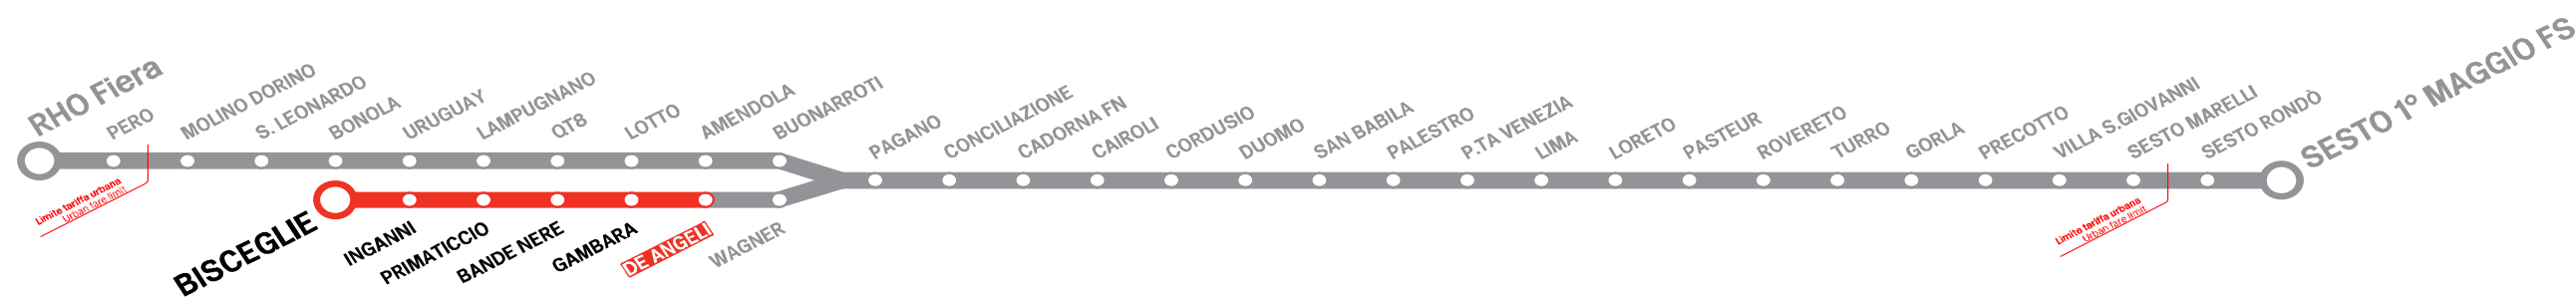 RHO Fiera
PERO
MOLINO DORINO
S. LEONARDO
BONOLA
URUGUAY
LAMPUGNANO
QT8
LOTTO
AMENDOLA
BUONARROTI
PAGANO
CONCILIAZIONE
CADORNA FN
CAIROLI
CORDUSIO
DUOMO
SAN BABILA
PALESTRO
P.TA VENEZIA
LIMA
LORETO
PASTEUR
ROVERETO
TURRO
GORLA
PRECOTTO
VILLA S.GIOVANNI
SESTO MARELLI
SESTO RONDÒ
SESTO 1° MAGGIO FS
Limite tariffa urbana
Urban fare limit
BISCEGLIE
INGANNI
PRIMATICCIO
BANDE NERE
GAMBARA
DE ANGELI
WAGNER
Limite tariffa urbana
Urban fare limit